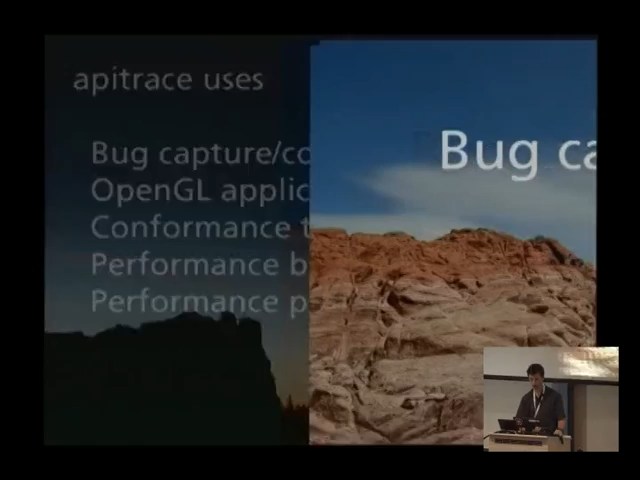 apitrace uses
Bug capture/co
OpenGL applic
Conformance t
Performance b
Performance p
Bug ca